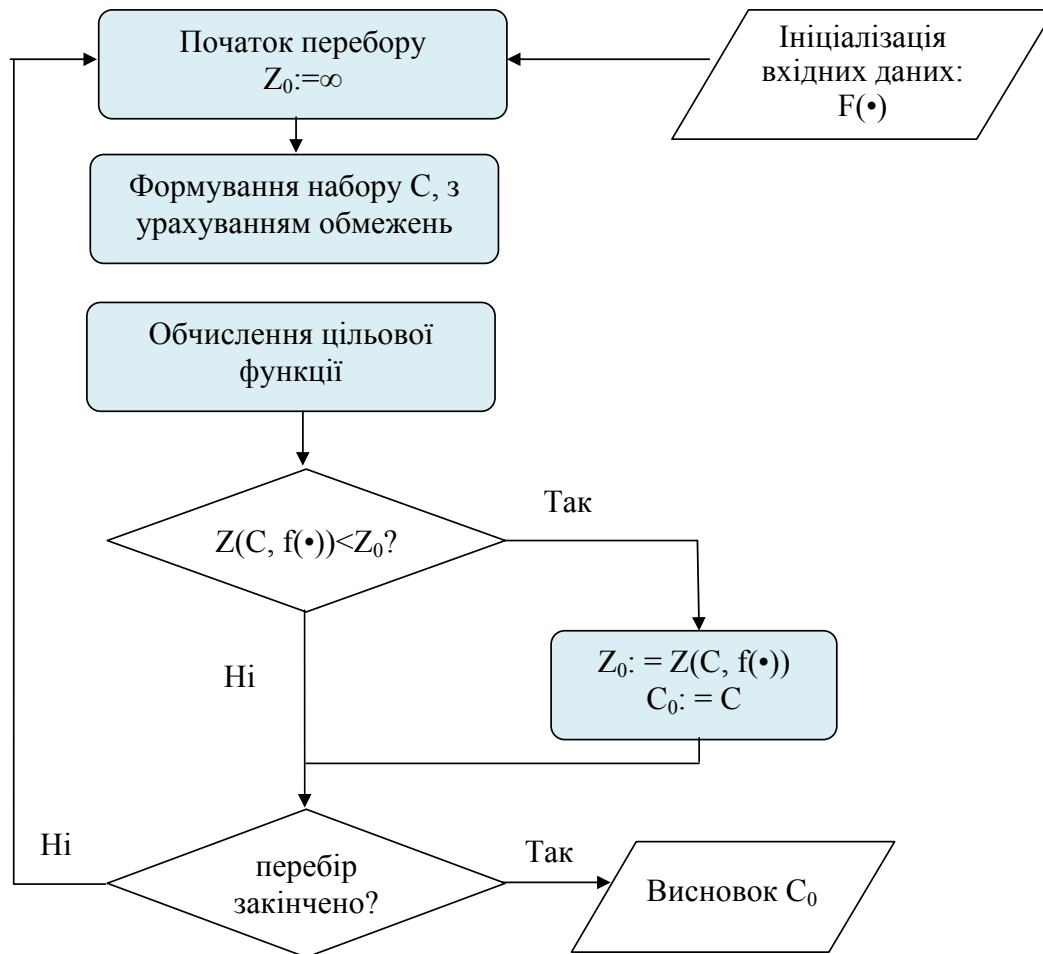 Початок перебору
Z₀:=∞
Ініціалізація
вхідних даних:
F(•)
Формування набору С, з
урахуванням обмежень
Обчислення цільової
функції
Z(C, f(•))<Z₀?
Так
Ні
Z₀: = Z(C, f(•))
C₀: = C
Ні
перебір
закінчено?
Так
Висновок C₀